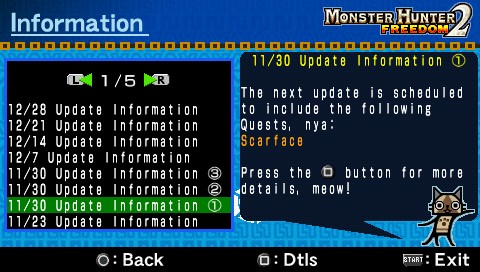 Information
MONSTER HUNTER
FREEDOM 2
L 1/5 R
12/28 Update Information
12/21 Update Information
12/14 Update Information
12/7 Update Information
11/30 Update Information ③
11/30 Update Information ②
11/30 Update Information ①
11/23 Update Information
11/30 Update Information ①
The next update is scheduled
to include the following
Quests, nya:
Scarface
Press the □ button for more
details, meow!
○: Back
□: Dtls
START: Exit